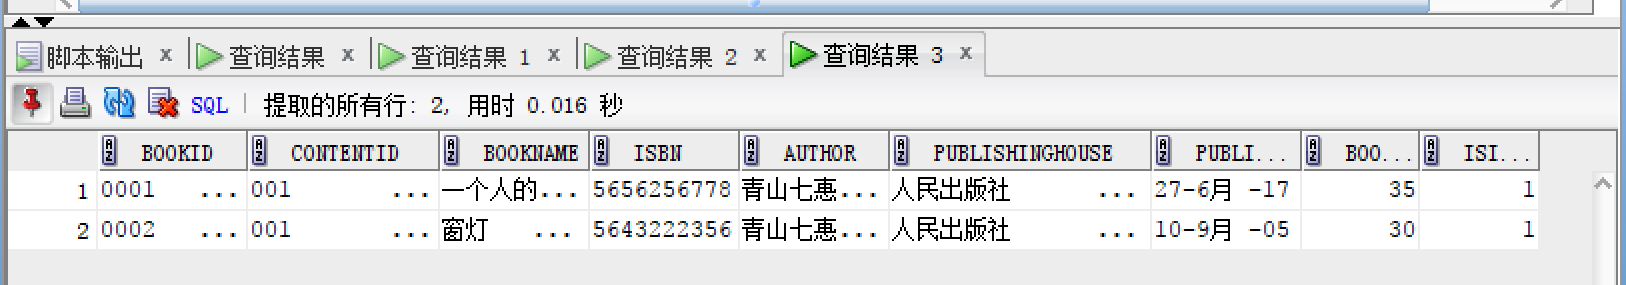 脚本输出 x 查询结果 x 查询结果 1 x 查询结果 2 x 查询结果 3 x
SQL | 提取的所有行: 2, 用时 0.016 秒
BOOKID CONTENTID BOOKNAME ISBN AUTHOR PUBLISHINGHOUSE PUBLI... BOO... ISI...
1 0001 ... 001 ... 一个人的... 5656256778 青山七惠... 人民出版社 ... 27-6月 -17 35 1
2 0002 ... 001 ... 窗灯 ... 5643222356 青山七惠... 人民出版社 ... 10-9月 -05 30 1